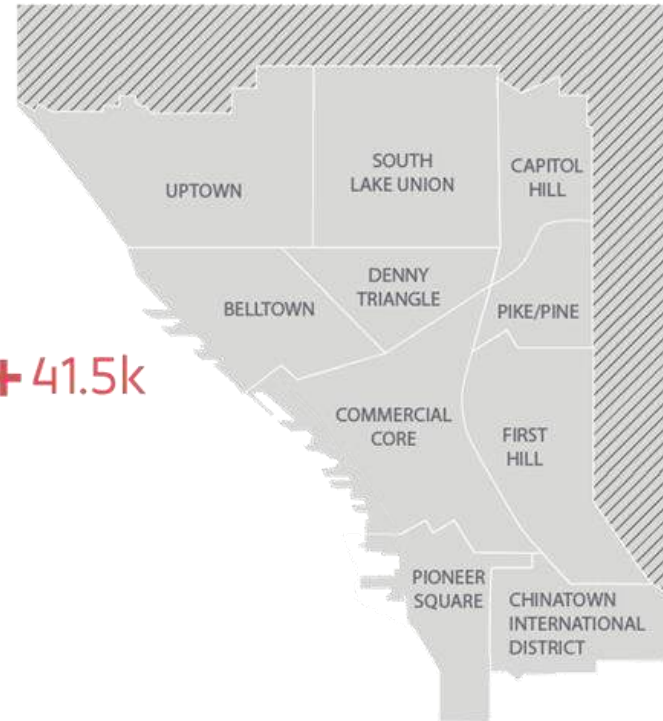 UPTOWN
SOUTH
LAKE UNION
CAPITOL
HILL
BELLTOWN
DENNY
TRIANGLE
PIKE/PINE
+ 41.5k
COMMERCIAL
CORE
FIRST
HILL
PIONEER
SQUARE
CHINATOWN
INTERNATIONAL
DISTRICT